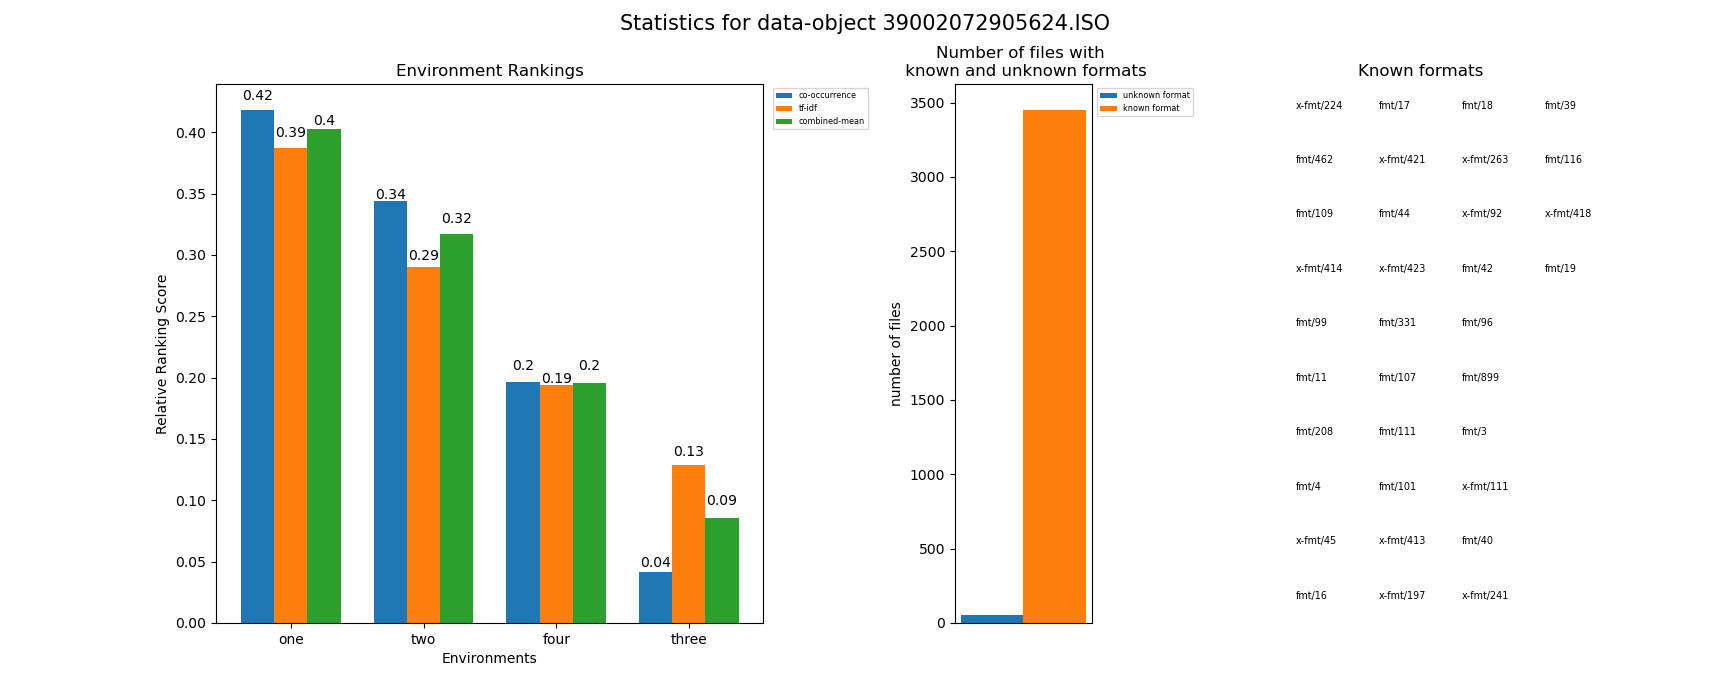 Statistics for data-object 39002072905624.ISO
Environment Rankings
0.42
0.39
0.4
0.34
0.29
0.32
0.2
0.19
0.2
0.04
0.13
0.09
0.40
0.35
0.30
0.25
0.20
0.15
0.10
0.05
0.00
Relative Ranking Score
one two four three
Environments
co-occurrence
tf-idf
combined-mean
Number of files with
known and unknown formats
3500
3000
2500
2000
1500
1000
500
0
number of files
unknown format
known format
Known formats
x-fmt/224 fmt/17 fmt/18 fmt/39
fmt/462 x-fmt/421 x-fmt/263 fmt/116
fmt/109 fmt/44 x-fmt/92 x-fmt/418
x-fmt/414 x-fmt/423 fmt/42 fmt/19
fmt/99 fmt/331 fmt/96
fmt/11 fmt/107 fmt/899
fmt/208 fmt/111 fmt/3
fmt/4 fmt/101 x-fmt/111
x-fmt/45 x-fmt/413 fmt/40
fmt/16 x-fmt/197 x-fmt/241